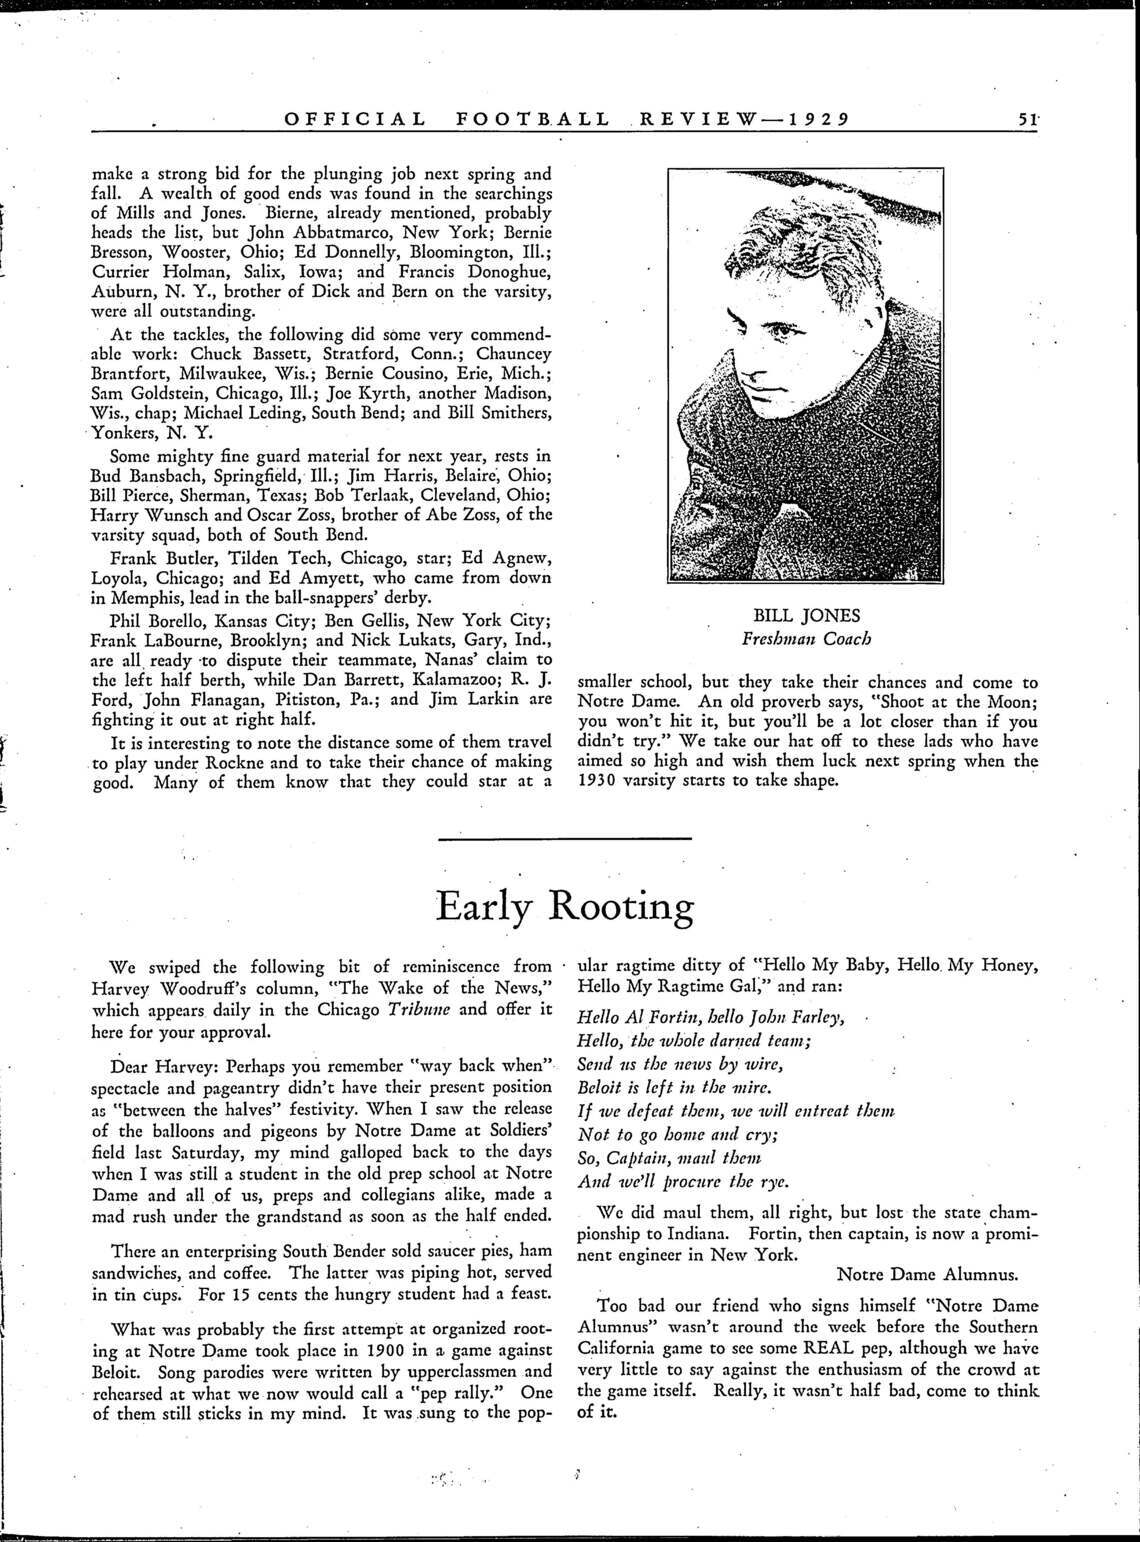 OFFICIAL FOOTBALL REVIEW—1929 51
make a strong bid for the plunging job next spring and
fall. A wealth of good ends was found in the searchings
of Mills and Jones. Bierne, already mentioned, probably
heads the list, but John Abbatmarco, New York; Bernie
Bresson, Wooster, Ohio; Ed Donnelly, Bloomington, Ill.;
Currier Holman, Salix, Iowa; and Francis Donoghue,
Auburn, N. Y., brother of Dick and Bern on the varsity,
were all outstanding.
At the tackles, the following did some very commend-
able work: Chuck Bassett, Stratford, Conn.; Chauncey
Brantfort, Milwaukee, Wis.; Bernie Cousino, Erie, Mich.;
Sam Goldstein, Chicago, Ill.; Joe Kyrth, another Madison,
Wis., chap; Michael Leding, South Bend; and Bill Smithers,
Yonkers, N. Y.
Some mighty fine guard material for next year, rests in
Bud Bansbach, Springfield, Ill.; Jim Harris, Belaire, Ohio;
Bill Pierce, Sherman, Texas; Bob Terlaak, Cleveland, Ohio;
Harry Wunsch and Oscar Zoss, brother of Abe Zoss, of the
varsity squad, both of South Bend.
Frank Butler, Tilden Tech, Chicago, star; Ed Agnew,
Loyola, Chicago; and Ed Amyett, who came from down
in Memphis, lead in the ball-snappers' derby.
Phil Borello, Kansas City; Ben Gellis, New York City;
Frank LaBourne, Brooklyn; and Nick Lukats, Gary, Ind.,
are all ready to dispute their teammate, Nanas' claim to
the left half berth, while Dan Barrett, Kalamazoo; R. J.
Ford, John Flanagan, Pitiston, Pa.; and Jim Larkin are
fighting it out at right half.
It is interesting to note the distance some of them travel
to play under Rockne and to take their chance of making
good. Many of them know that they could star at a
BILL JONES
Freshman Coach
smaller school, but they take their chances and come to
Notre Dame. An old proverb says, "Shoot at the Moon;
you won't hit it, but you'll be a lot closer than if you
didn't try." We take our hat off to these lads who have
aimed so high and wish them luck next spring when the
1930 varsity starts to take shape.
Early Rooting
We swiped the following bit of reminiscence from
Harvey Woodruff's column, "The Wake of the News,"
which appears daily in the Chicago Tribune and offer it
here for your approval.
Dear Harvey: Perhaps you remember "way back when"
spectacle and pageantry didn't have their present position
as "between the halves" festivity. When I saw the release
of the balloons and pigeons by Notre Dame at Soldiers'
field last Saturday, my mind galloped back to the days
when I was still a student in the old prep school at Notre
Dame and all of us, preps and collegians alike, made a
mad rush under the grandstand as soon as the half ended.
There an enterprising South Bender sold saucer pies, ham
sandwiches, and coffee. The latter was piping hot, served
in tin cups. For 15 cents the hungry student had a feast.
What was probably the first attempt at organized root-
ing at Notre Dame took place in 1900 in a game against
Beloit. Song parodies were written by upperclassmen and
rehearsed at what we now would call a "pep rally." One
of them still sticks in my mind. It was sung to the pop-
ular ragtime ditty of "Hello My Baby, Hello My Honey,
Hello My Ragtime Gal," and ran:
Hello Al Fortin, hello John Farley,
Hello, the whole darned team;
Send us the news by wire,
Beloit is left in the mire.
If we defeat them, we will entreat them
Not to go home and cry;
So, Captain, maul them
And we'll procure the rye.
We did maul them, all right, but lost the state cham-
pionship to Indiana. Fortin, then captain, is now a promi-
nent engineer in New York.
Notre Dame Alumnus.
Too bad our friend who signs himself "Notre Dame
Alumnus" wasn't around the week before the Southern
California game to see some REAL pep, although we have
very little to say against the enthusiasm of the crowd at
the game itself. Really, it wasn't half bad, come to think
of it.